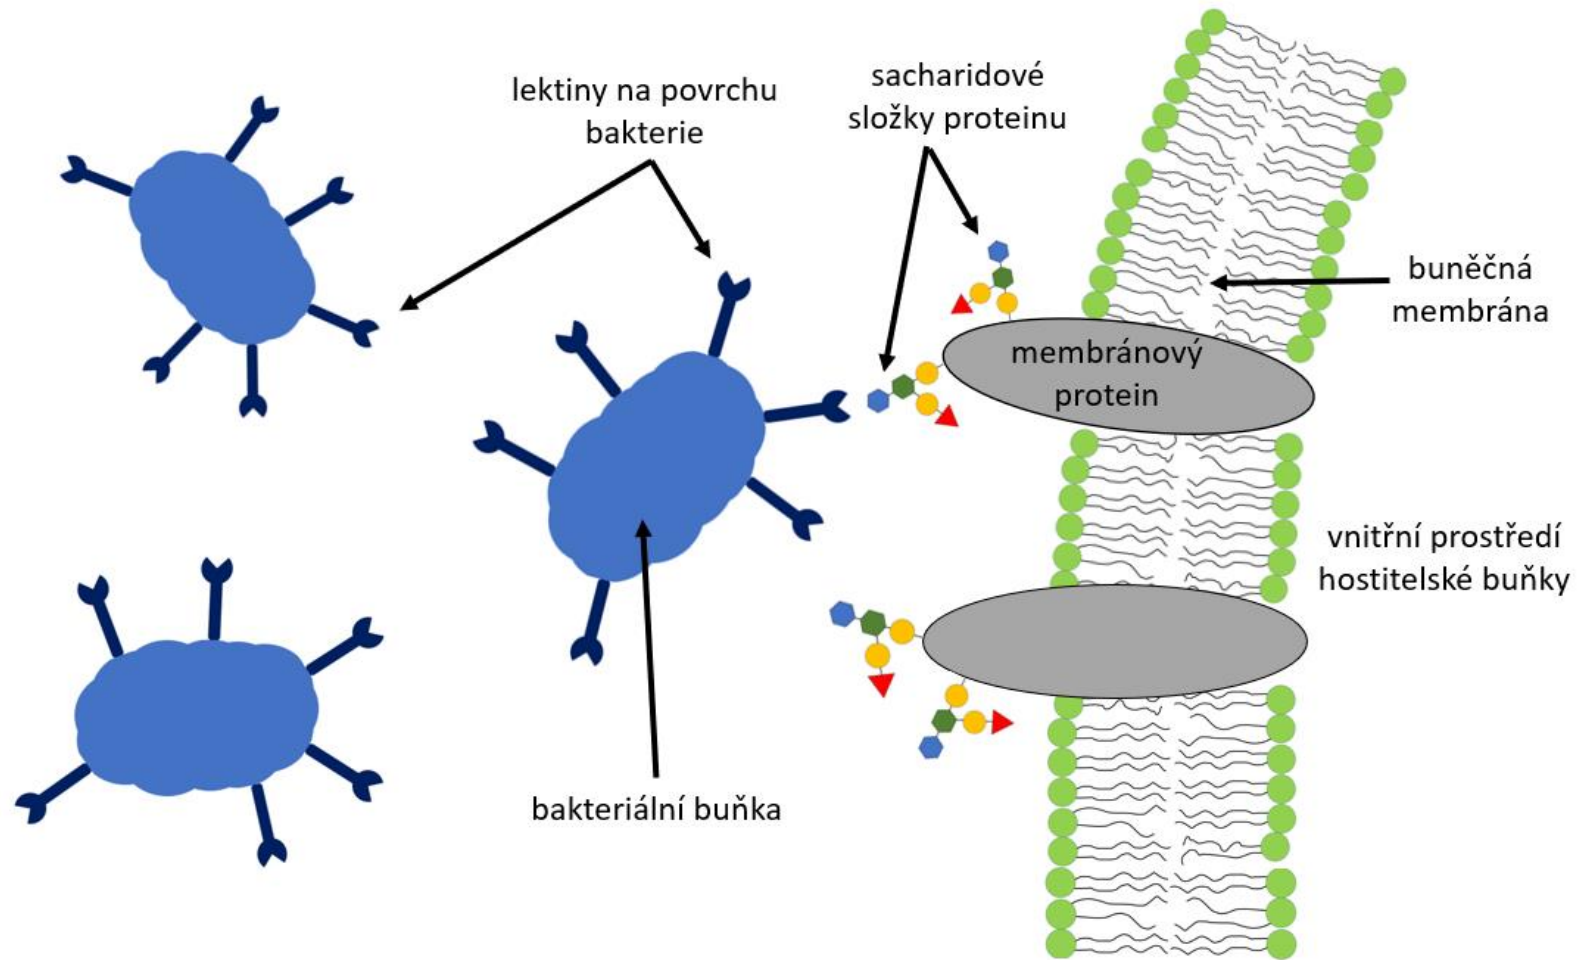 lektiny na povrchu
bakterie
sacharidové
složky proteinu
buněčná
membrána
membránový
protein
vnitřní prostředí
hostitelské buňky
bakteriální buňka